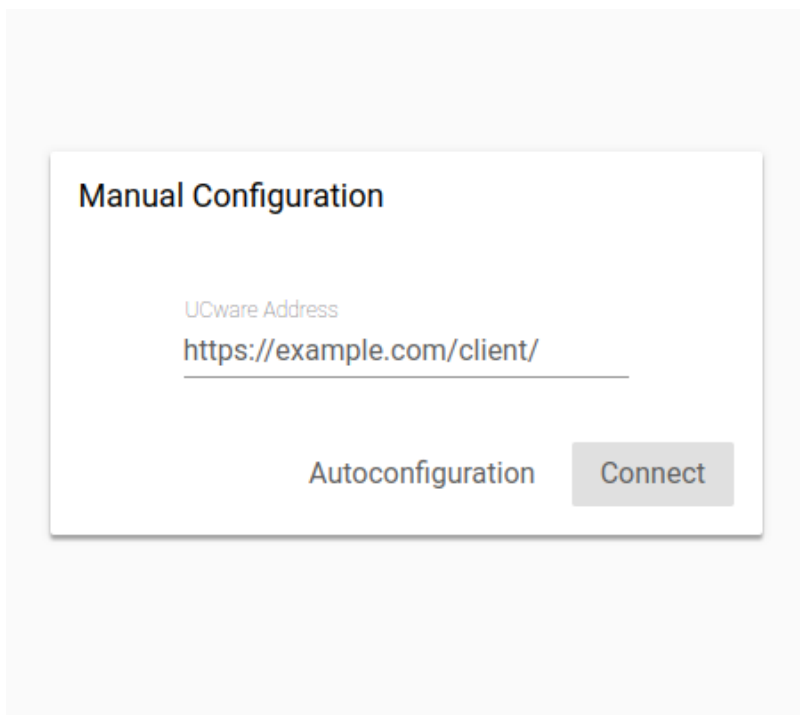 Manual Configuration
UCware Address
https://example.com/client/
Autoconfiguration Connect